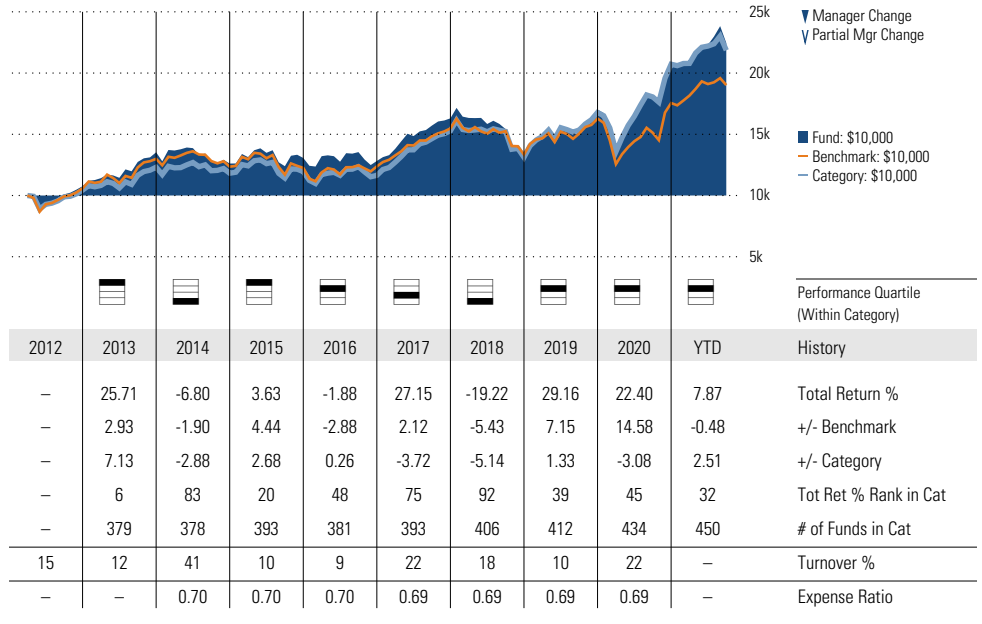 25k
20k
15k
10k
5k
Manager Change
Partial Mgr Change
Fund: $10,000
Benchmark: $10,000
Category: $10,000
Performance Quartile
(Within Category)
2012 2013 2014 2015 2016 2017 2018 2019 2020 YTD History
– 25.71 -6.80 3.63 -1.88 27.15 -19.22 29.16 22.40 7.87 Total Return %
– 2.93 -1.90 4.44 -2.88 2.12 -5.43 7.15 14.58 -0.48 +/- Benchmark
– 7.13 -2.88 2.68 0.26 -3.72 -5.14 1.33 -3.08 2.51 +/- Category
– 6 83 20 48 75 92 39 45 32 Tot Ret % Rank in Cat
– 379 378 393 381 393 406 412 434 450 # of Funds in Cat
15 12 41 10 9 22 18 10 22 – Turnover %
– – 0.70 0.70 0.70 0.69 0.69 0.69 0.69 – Expense Ratio